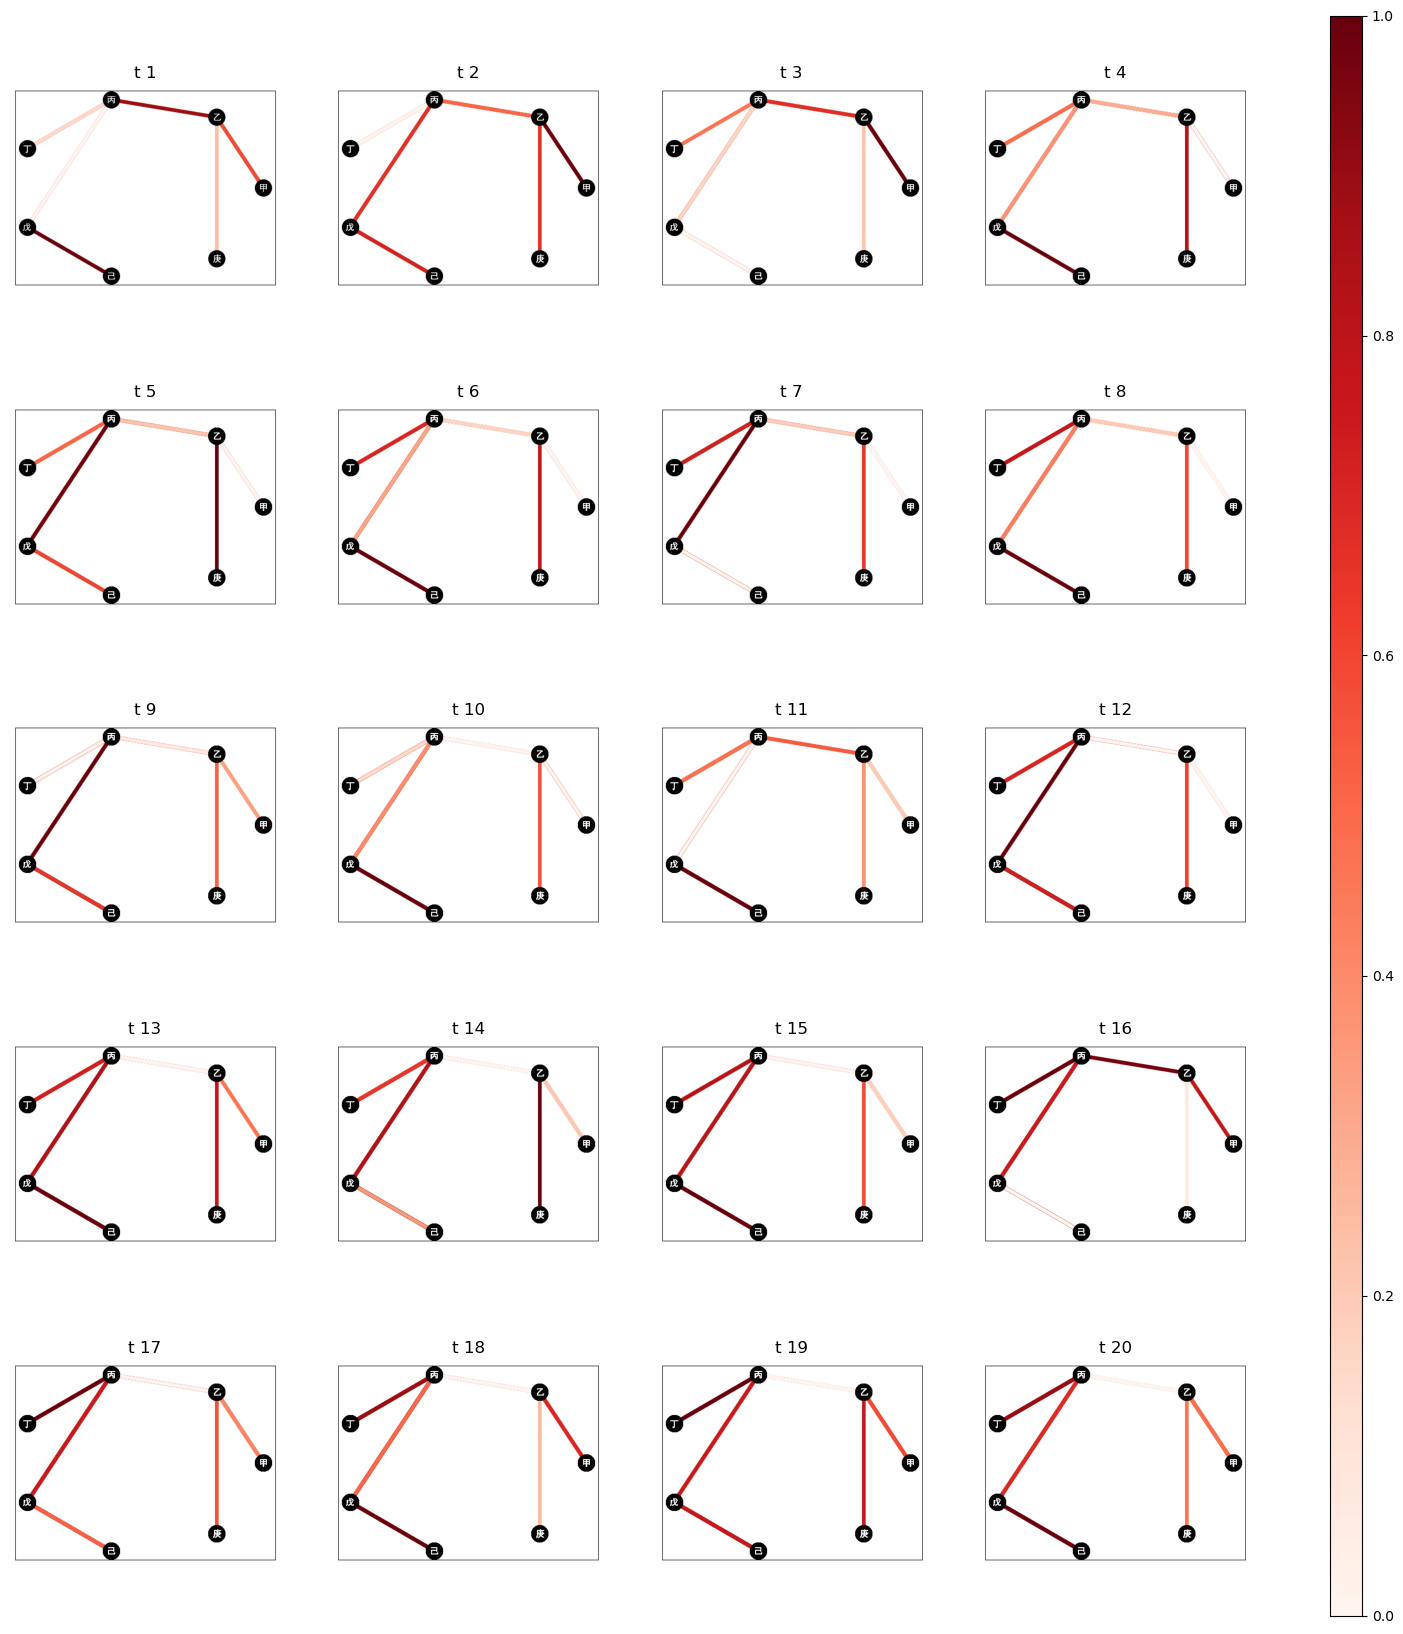 t 1
丙
乙
丁
甲
戊
庚
己
t 2
丙
乙
丁
甲
戊
庚
己
t 3
丙
乙
丁
甲
戊
庚
己
t 4
丙
乙
丁
甲
戊
庚
己
t 5
丙
乙
丁
甲
戊
庚
己
t 6
丙
乙
丁
甲
戊
庚
己
t 7
丙
乙
丁
甲
戊
庚
己
t 8
丙
乙
丁
甲
戊
庚
己
t 9
丙
乙
丁
甲
戊
庚
己
t 10
丙
乙
丁
甲
戊
庚
己
t 11
丙
乙
丁
甲
戊
庚
己
t 12
丙
乙
丁
甲
戊
庚
己
t 13
丙
乙
丁
甲
戊
庚
己
t 14
丙
乙
丁
甲
戊
庚
己
t 15
丙
乙
丁
甲
戊
庚
己
t 16
丙
乙
丁
甲
戊
庚
己
t 17
丙
乙
丁
甲
戊
庚
己
t 18
丙
乙
丁
甲
戊
庚
己
t 19
丙
乙
丁
甲
戊
庚
己
t 20
丙
乙
丁
甲
戊
庚
己
1.0
0.8
0.6
0.4
0.2
0.0